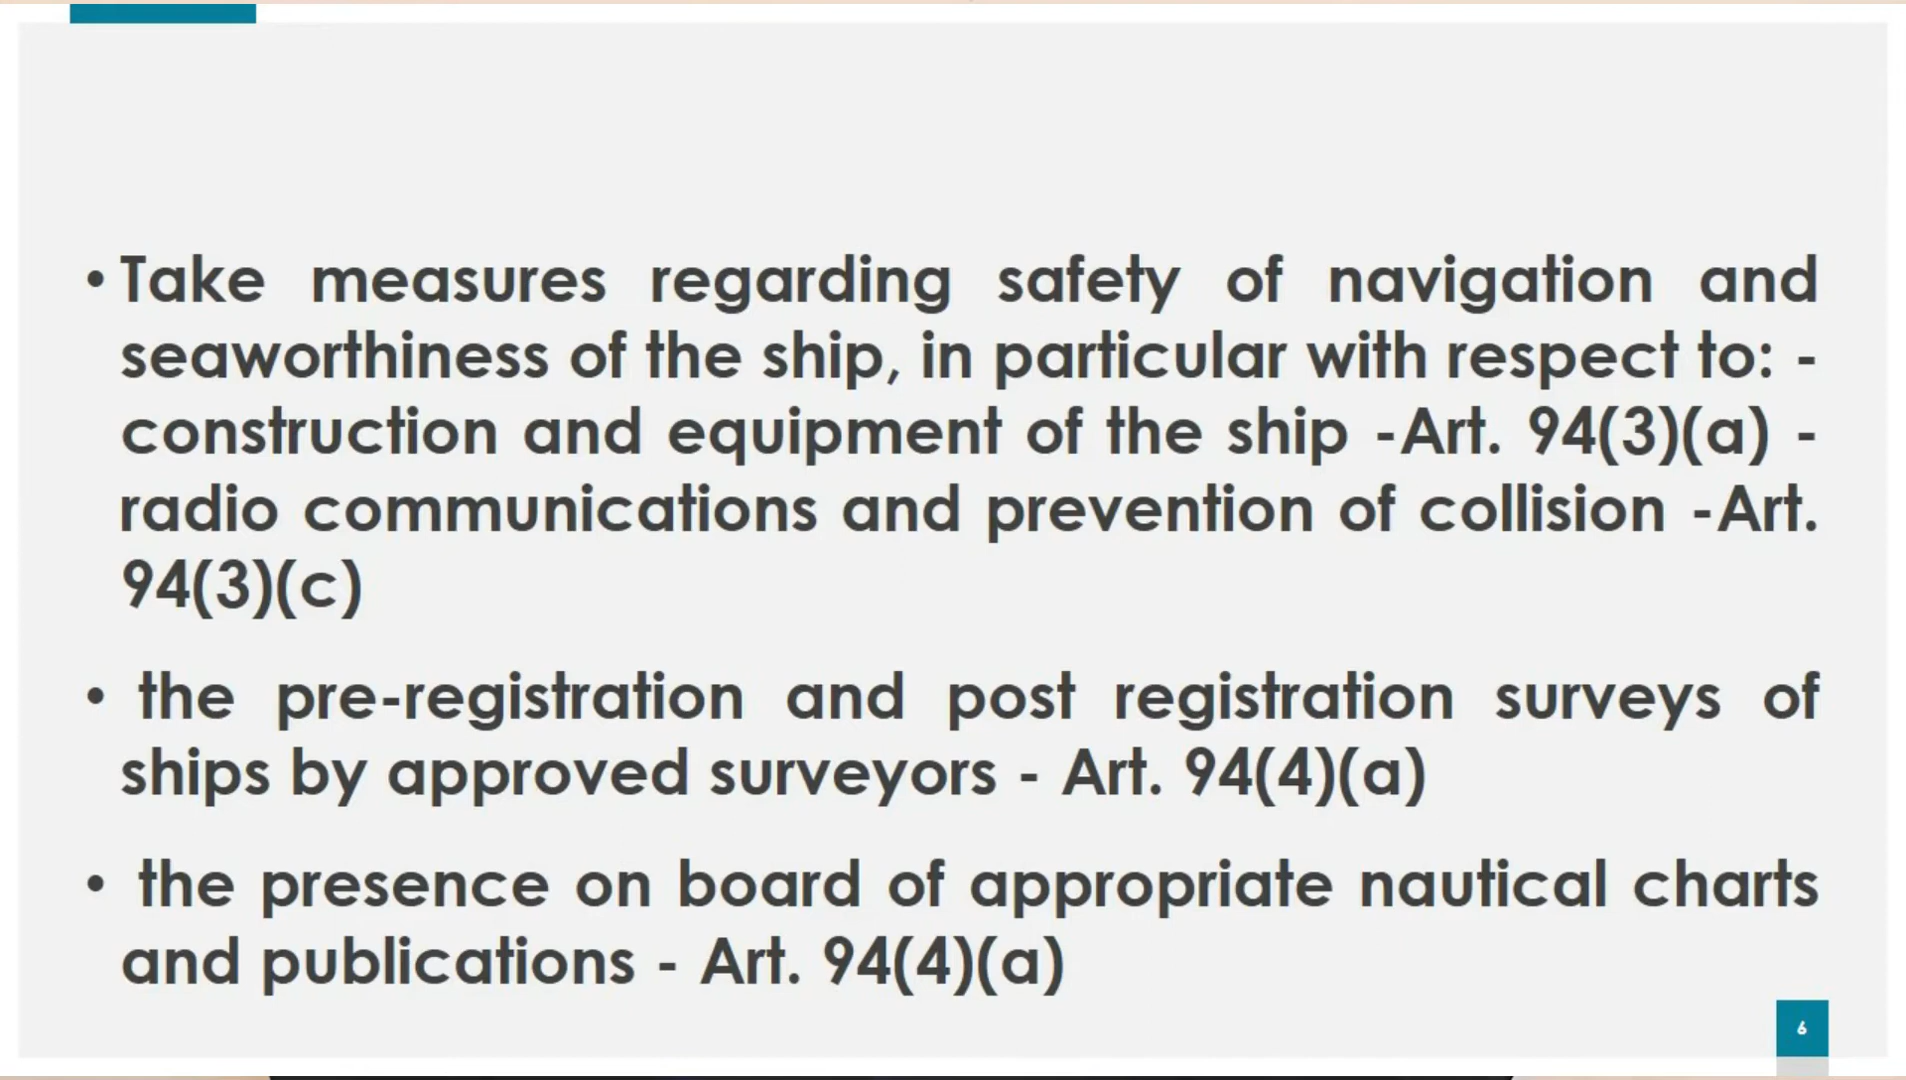 • Take measures regarding safety of navigation and
seaworthiness of the ship, in particular with respect to: -
construction and equipment of the ship -Art. 94(3)(a) -
radio communications and prevention of collision -Art.
94(3)(c)
• the pre-registration and post registration surveys of
ships by approved surveyors - Art. 94(4)(a)
• the presence on board of appropriate nautical charts
and publications - Art. 94(4)(a)
6